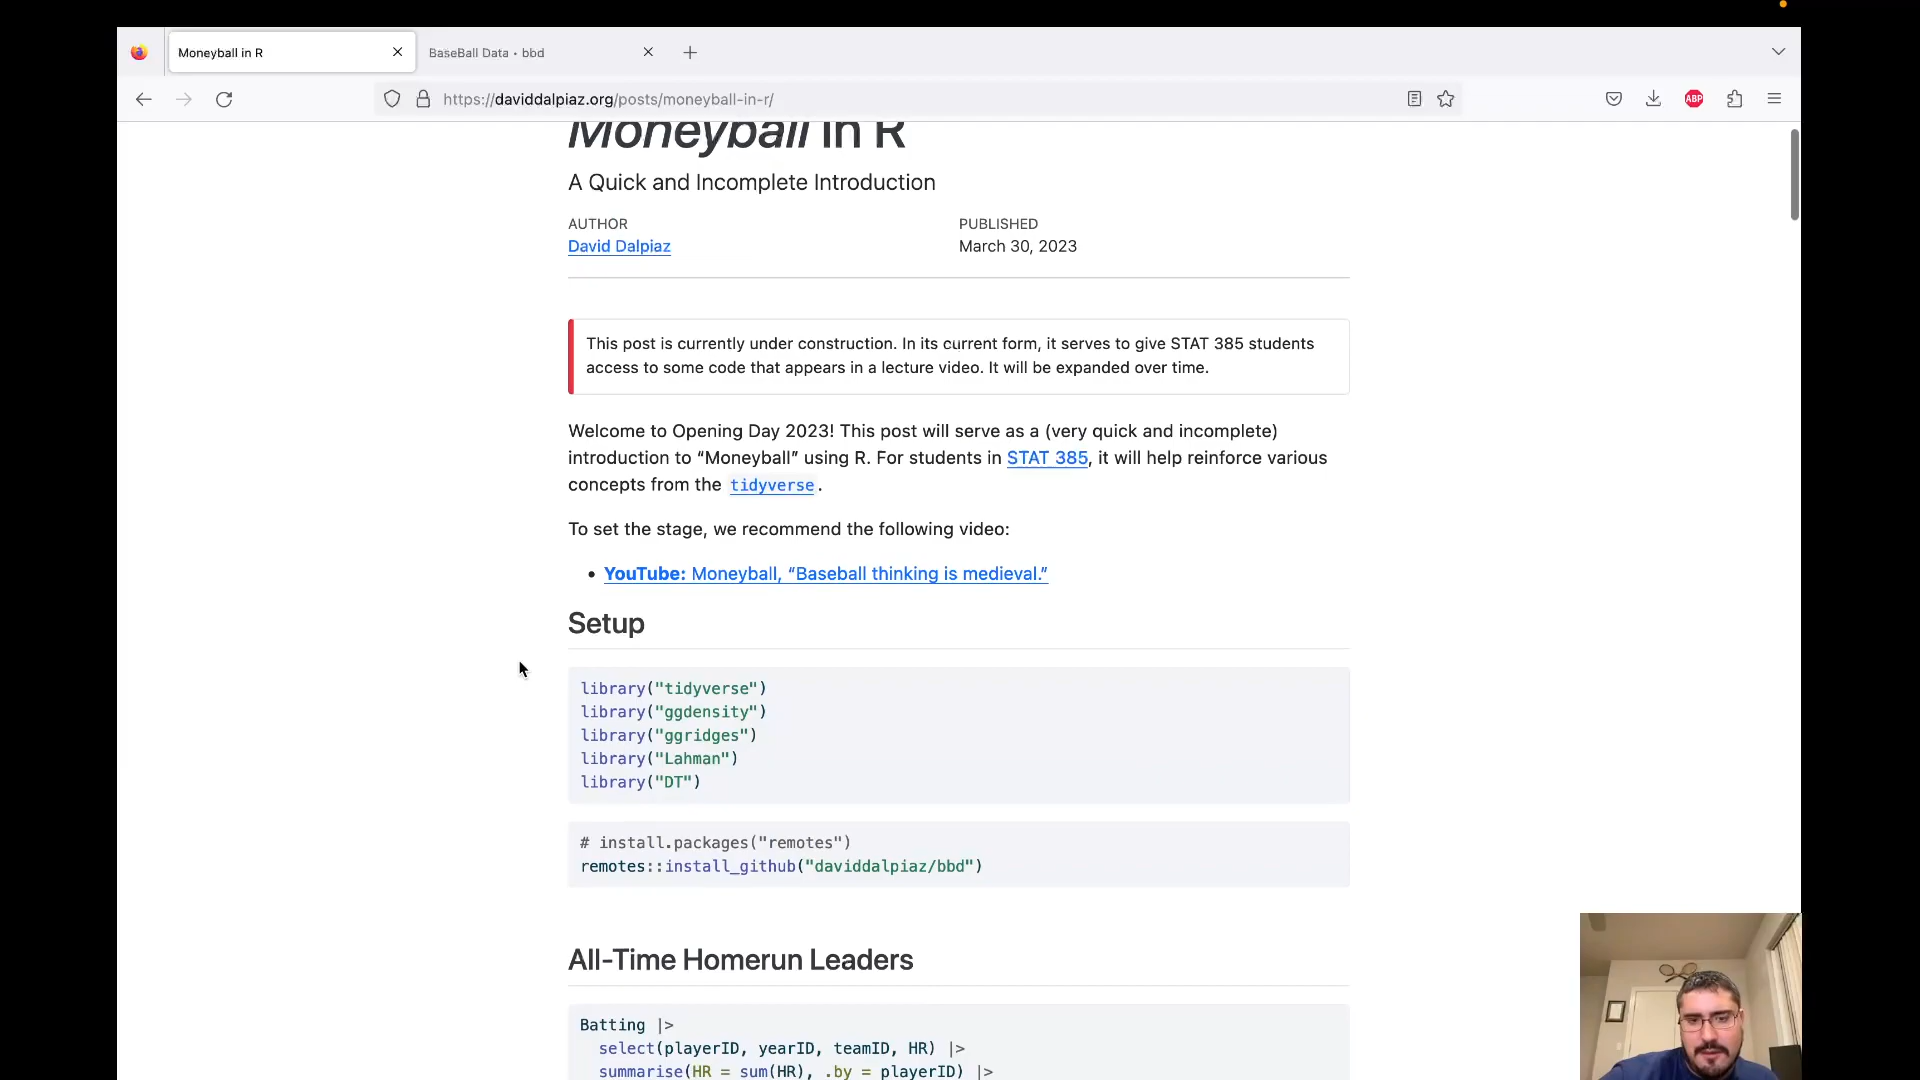 Moneyball in R
BaseBall Data • bbd
https://daviddalpiaz.org/posts/moneyball-in-r/
ABP
Moneyball in R
A Quick and Incomplete Introduction
AUTHOR
PUBLISHED
David Dalpiaz
March 30, 2023
This post is currently under construction. In its current form, it serves to give STAT 385 students
access to some code that appears in a lecture video. It will be expanded over time.
Welcome to Opening Day 2023! This post will serve as a (very quick and incomplete)
introduction to “Moneyball” using R. For students in STAT 385, it will help reinforce various
concepts from the tidyverse.
To set the stage, we recommend the following video:
• YouTube: Moneyball, “Baseball thinking is medieval.”
Setup
library("tidyverse")
library("ggdensity")
library("ggridges")
library("Lahman")
library("DT")
# install.packages("remotes")
remotes::install_github("daviddalpiaz/bbd")
All-Time Homerun Leaders
Batting |>
select(playerID, yearID, teamID, HR) |>
summarise(HR = sum(HR), .by = playerID) |>